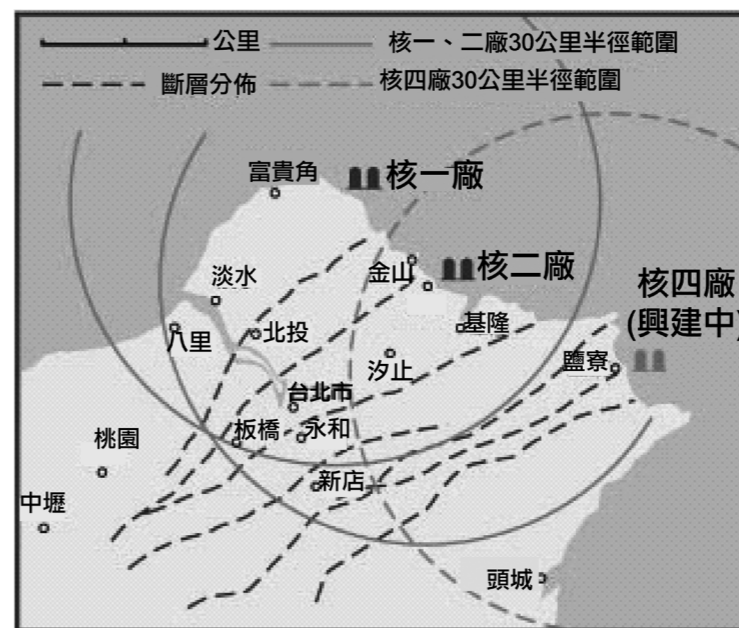 公里
核一、二廠30公里半徑範圍
斷層分佈
核四廠30公里半徑範圍
富貴角
核一廠
金山
核二廠
淡水
核四廠
(興建中)
八里
北投
基隆
汐止
鹽寮
台北市
板橋
永和
桃園
新店
中壢
頭城